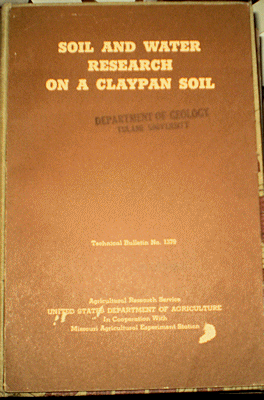 SOIL AND WATER
RESEARCH
ON A CLAYPAN SOIL
DEPARTMENT OF GEOLOGY
TULANE UNIVERSITY
Technical Bulletin No. 1379
Agricultural Research Service
UNITED STATES DEPARTMENT OF AGRICULTURE
In Cooperation With
Missouri Agricultural Experiment Station